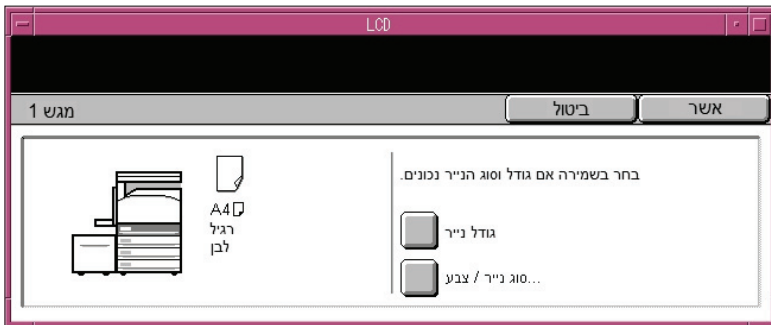 LCD
מגש 1
ביטול
אשר
A4
רגיל
לבן
בחר בשמירה אם גודל וסוג הנייר נכונים.
גודל נייר
סוג נייר / צבע...